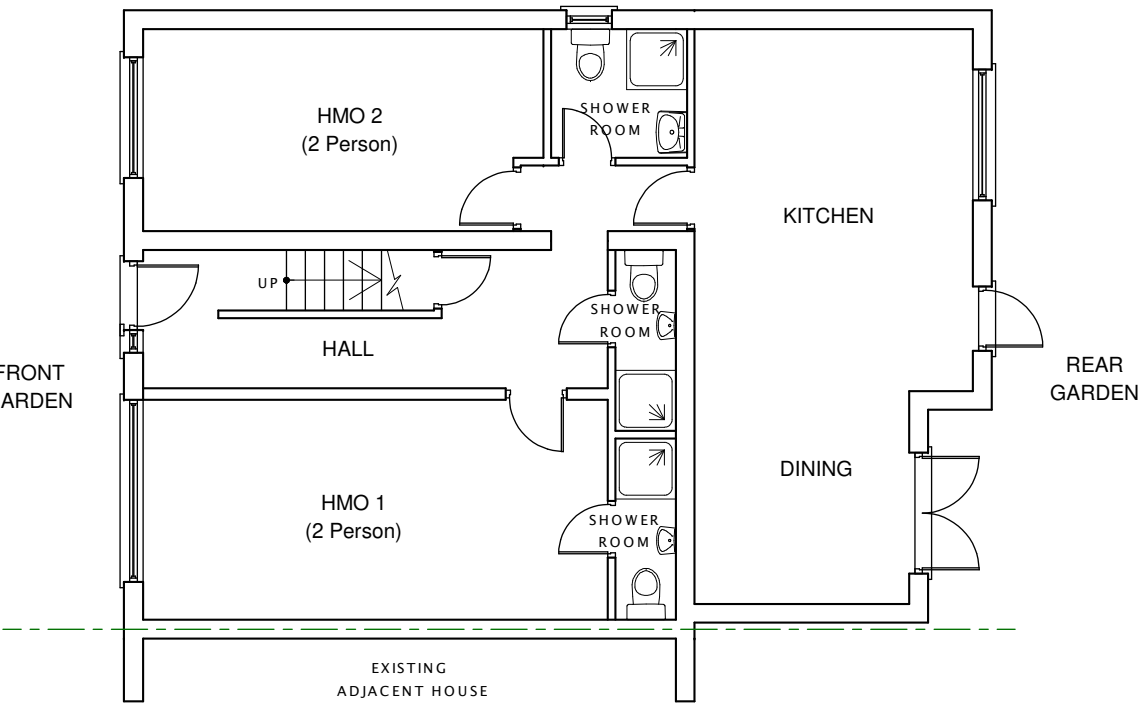 SHOWER
ROOM
HMO 2
(2 Person)
KITCHEN
UP
SHOWER
ROOM
HALL
FRONT
ARDEN
REAR
GARDEN
DINING
HMO 1
(2 Person)
SHOWER
ROOM
EXISTING
ADJACENT HOUSE